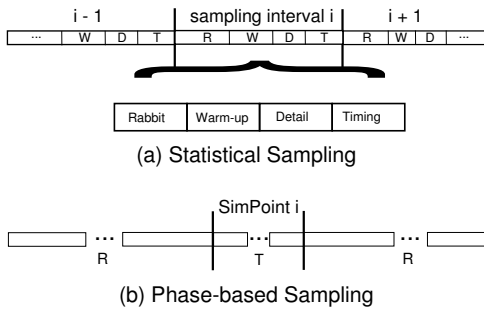 i - 1 sampling interval i i + 1
... W D T R W D T R W D ...
Rabbit Warm-up Detail Timing
(a) Statistical Sampling
SimPoint i
... ... ...
R T R
(b) Phase-based Sampling